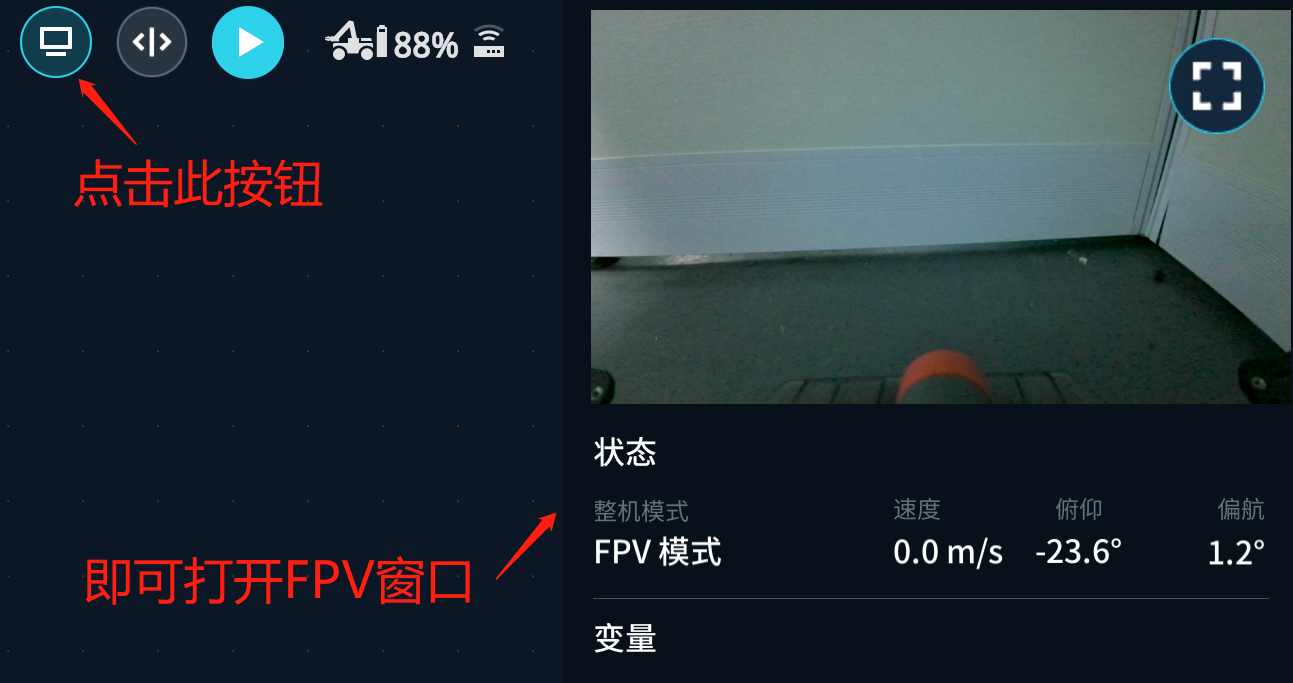 88%
点击此按钮
即可打开FPV窗口
状态
整机模式 速度 俯仰 偏航
FPV 模式 0.0 m/s -23.6° 1.2°
变量